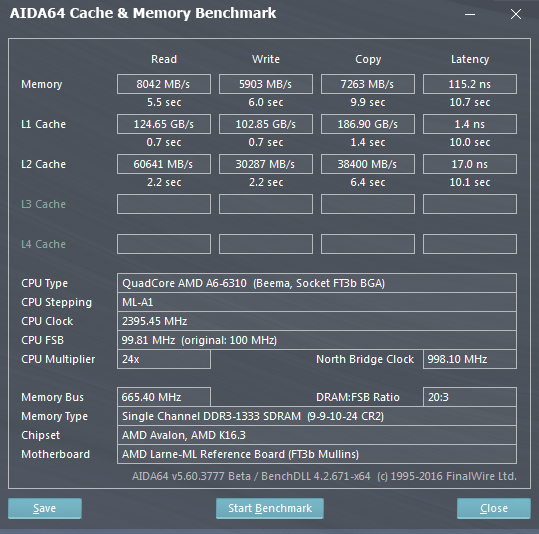 AIDA64 Cache & Memory Benchmark
Read Write Copy Latency
Memory 8042 MB/s 5903 MB/s 7263 MB/s 115.2 ns
5.5 sec 6.0 sec 9.9 sec 10.7 sec
L1 Cache 124.65 GB/s 102.85 GB/s 186.90 GB/s 1.4 ns
0.7 sec 0.7 sec 1.4 sec 10.0 sec
L2 Cache 60641 MB/s 30287 MB/s 38400 MB/s 17.0 ns
2.2 sec 2.2 sec 6.4 sec 10.1 sec
L3 Cache
L4 Cache
CPU Type QuadCore AMD A6-6310 (Beema, Socket FT3b BGA)
CPU Stepping ML-A1
CPU Clock 2395.45 MHz
CPU FSB 99.81 MHz (original: 100 MHz)
CPU Multiplier 24x North Bridge Clock 998.10 MHz
Memory Bus 665.40 MHz DRAM:FSB Ratio 20:3
Memory Type Single Channel DDR3-1333 SDRAM (9-9-10-24 CR2)
Chipset AMD Avalon, AMD K16.3
Motherboard AMD Larne-ML Reference Board (FT3b Mullins)
AIDA64 v5.60.3777 Beta / BenchDLL 4.2.671-x64 (c) 1995-2016 FinalWire Ltd.
Save Start Benchmark Close